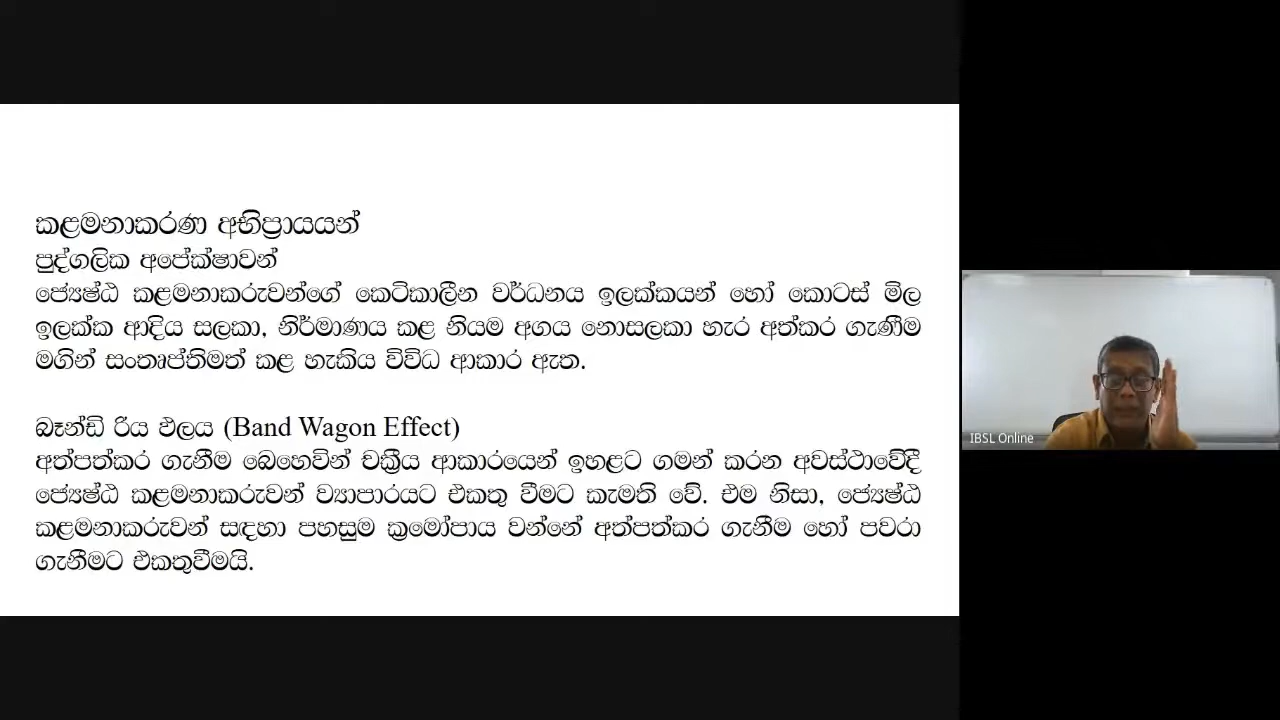 කළමනාකරණ අභිප්‍රායයන්
පුද්ගලික අපේක්ෂාවන්
ජ්‍යෙෂ්ඨ කළමනාකරුවන්ගේ කෙටිකාලීන වර්ධනය ඉලක්කයන් හෝ කොටස් මිල
ඉලක්ක ආදිය සලකා, නිර්මාණය කළ නියම අගය නොසලකා හැර අත්කර ගැණීම
මගින් සංතෘප්තිමත් කළ හැකිය විවිධ ආකාර ඇත.
බෑන්ඩ් රිය ඵලය (Band Wagon Effect)
අත්පත්කර ගැනීම බෙහෙවින් චක්‍රීය ආකාරයෙන් ඉහළට ගමන් කරන අවස්ථාවේදී
ජ්‍යෙෂ්ඨ කළමනාකරුවන් ව්‍යාපාරයට එකතු වීමට කැමති වේ. එම නිසා, ජ්‍යෙෂ්ඨ
කළමනාකරුවන් සඳහා පහසුම ක්‍රමෝපාය වන්නේ අත්පත්කර ගැනීම හෝ පවරා
ගැනීමට එකතුවීමයි.
IBSL Online